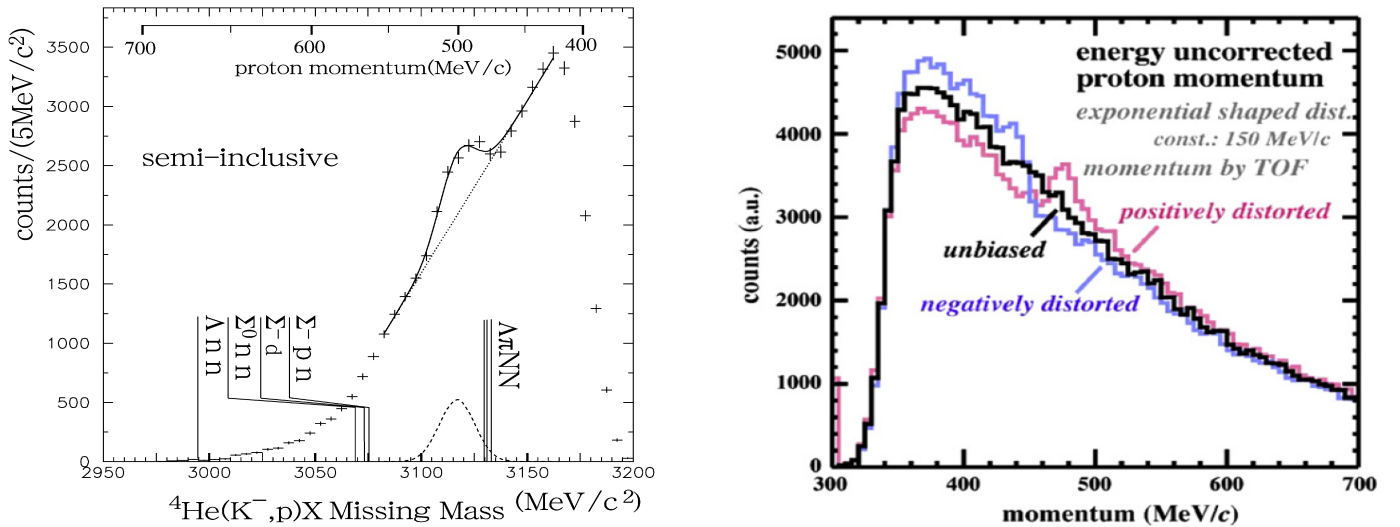 700
600
500
400
proton momentum(MeV/c)
semi-inclusive
counts/(5MeV/c²)
3500
3000
2500
2000
1500
1000
500
0
Λnn
Σ⁰nn
Σ⁻d
Σ⁻pn
ΛπNN
2950
3000
3050
3100
3150
3200
⁴He(K⁻,p)X Missing Mass (MeV/c²)
energy uncorrected
proton momentum
exponential shaped dist.
const.: 150 MeV/c
momentum by TOF
positively distorted
unbiased
negatively distorted
counts (a.u.)
5000
4000
3000
2000
1000
0
300
400
500
600
700
momentum (MeV/c)